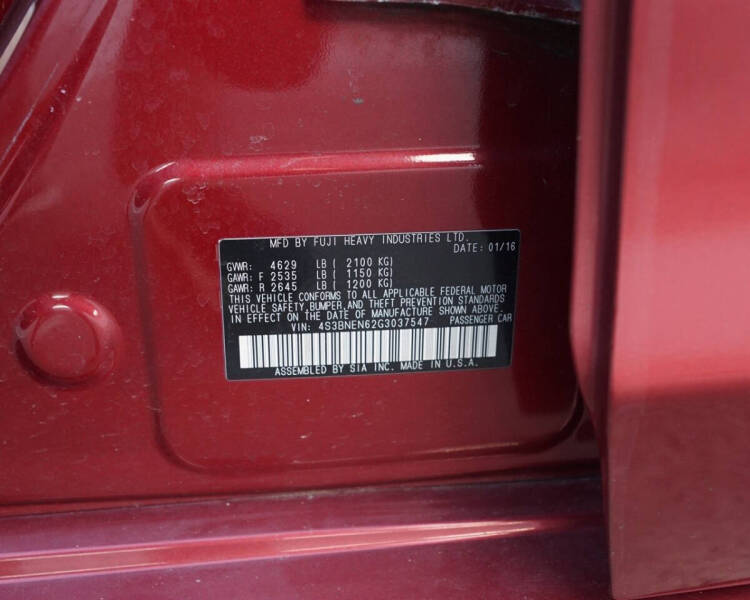 MFD BY FUJI HEAVY INDUSTRIES LTD.
DATE: 01/16
GVWR: 4629 LB ( 2100 KG)
GAWR: F 2535 LB ( 1150 KG)
GAWR: R 2645 LB ( 1200 KG)
THIS VEHICLE CONFORMS TO ALL APPLICABLE FEDERAL MOTOR
VEHICLE SAFETY,BUMPER,AND THEFT PREVENTION STANDARDS
IN EFFECT ON THE DATE OF MANUFACTURE SHOWN ABOVE.
VIN: 4S3BNEN62G3037547 PASSENGER CAR
ASSEMBLED BY SIA INC. MADE IN U.S.A.